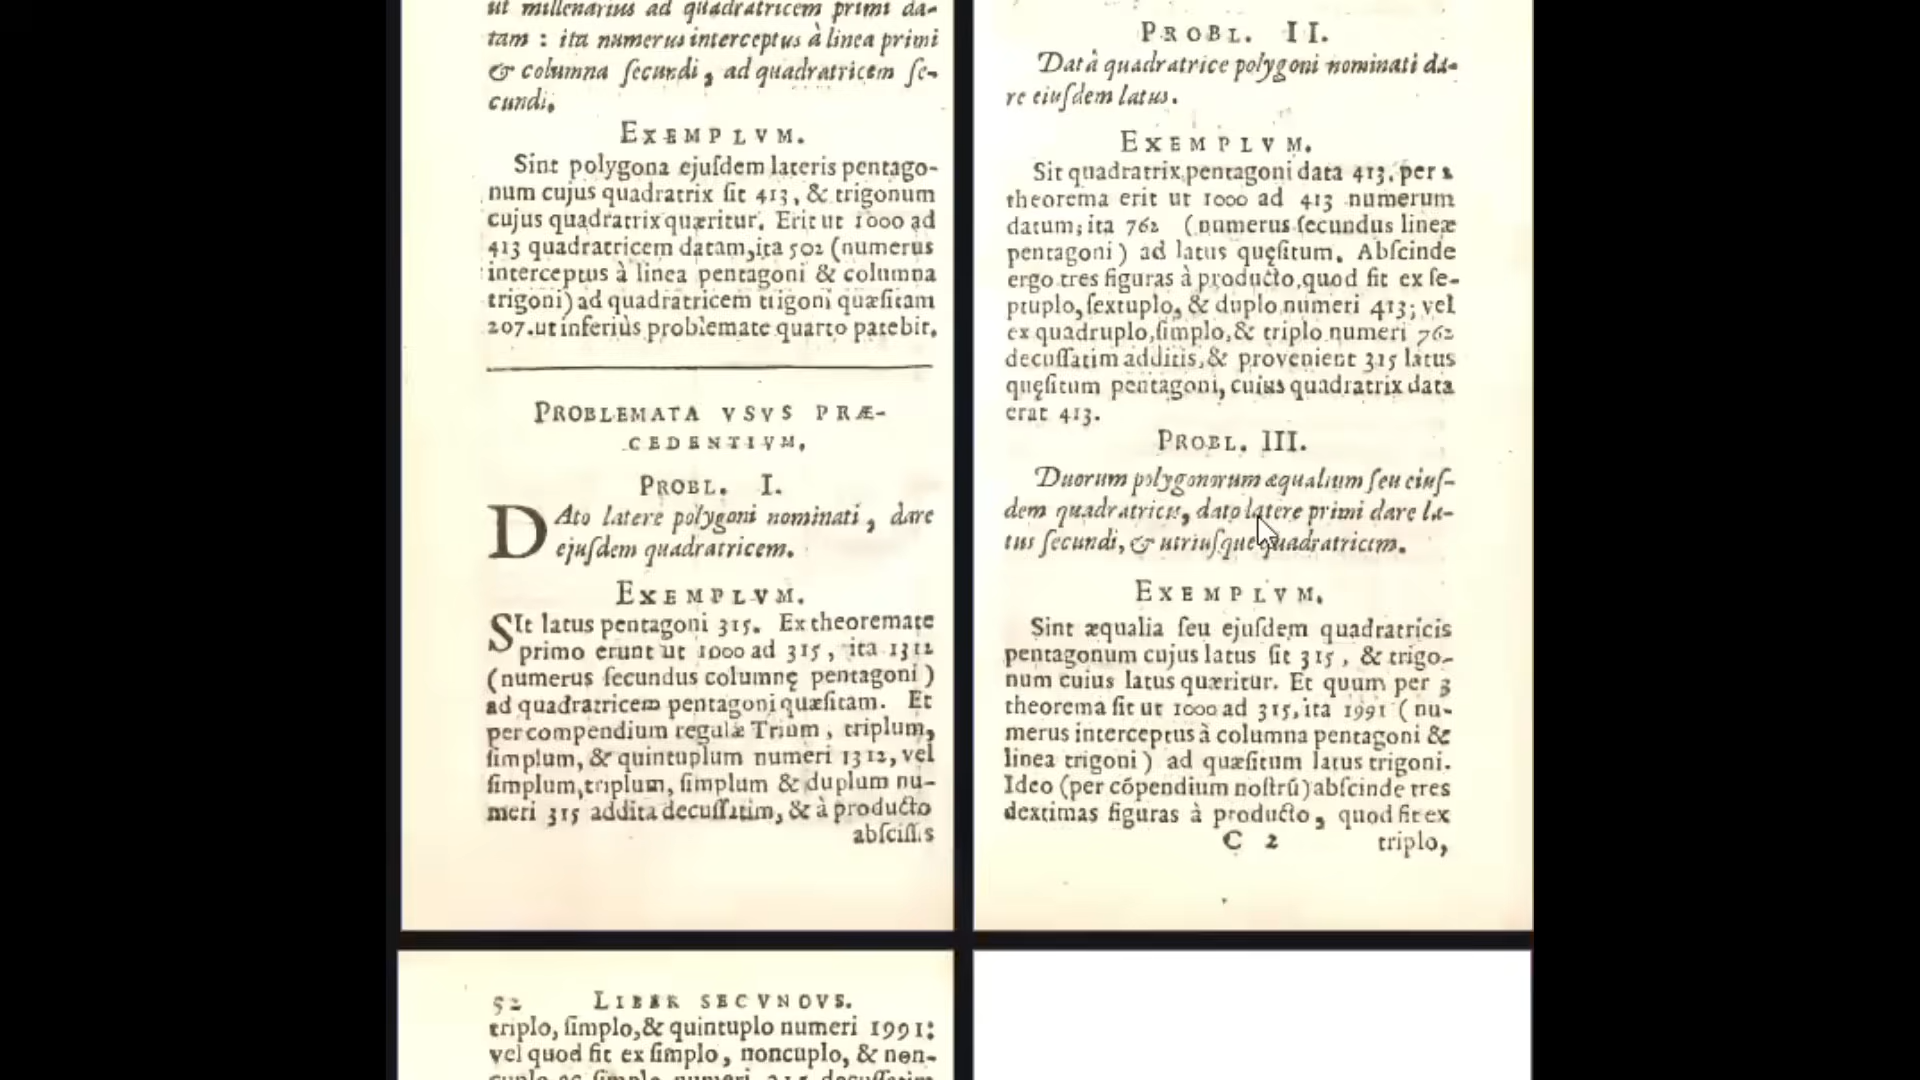 ut millenarius ad quadratricem primi da-
tam : ita numerus interceptus à linea primi
& columna ſecundi, ad quadratricem ſe-
cundi.
EXEMPLVM.
Sint polygona ejuſdem lateris pentago-
num cujus quadratrix ſit 413, & trigonum
cujus quadratrix quæritur. Erit ut 1000 ad
413 quadratricem datam, ita 502 (numerus
interceptus à linea pentagoni & columna
trigoni) ad quadratricem trigoni quæſitam
207. ut inferiùs problemate quarto patebit.
PROBLEMATA VSVS PRÆ-
CEDENTIVM.
PROBL. I.
DAto latere polygoni nominati, dare
ejuſdem quadratricem.
EXEMPLVM.
SIt latus pentagoni 315. Ex theoremate
primo erunt ut 1000 ad 315, ita 1312
(numerus ſecundus columnę pentagoni)
ad quadratricem pentagoni quæſitam. Et
per compendium regulæ Trium, triplum,
ſimplum, & quintuplum numeri 1312, vel
ſimplum, triplum, ſimplum & duplum nu-
meri 315 addita decuſſatim, & à producto
abſciſſis
PROBL. II.
Datâ quadratrice polygoni nominati da-
re eiuſdem latus.
EXEMPLVM.
Sit quadratrix pentagoni data 413. per
theorema erit ut 1000 ad 413 numerum
datum; ita 762 (numerus ſecundus lineæ
pentagoni) ad latus quęſitum. Abſcinde
ergo tres figuras à producto, quod fit ex ſe-
ptuplo, ſextuplo, & duplo numeri 413; vel
ex quadruplo, ſimplo, & triplo numeri 762
decuſſatim additis, & provenient 315 latus
quęſitum pentagoni, cuius quadratrix data
erat 413.
PROBL. III.
Duorum polygonorum æqualium ſeu eiuſ-
dem quadratricis, dato latere primi dare la-
tus ſecundi, & utriuſque quadratricem.
EXEMPLVM.
Sint æqualia ſeu ejuſdem quadratricis
pentagonum cujus latus ſit 315, & trigo-
num cuius latus quæritur. Et quum per 3
theorema ſit ut 1000 ad 315, ita 1991 (nu-
merus interceptus à columna pentagoni &
linea trigoni) ad quæſitum latus trigoni.
Ideo (per cópendium noſtrũ) abſcinde tres
dextimas figuras à producto, quod fit ex
C 2 triplo,
52 LIBER SECVNDVS.
triplo, ſimplo, & quintuplo numeri 1991:
vel quod fit ex ſimplo, noncuplo, & non-
cuplo ac ſimplo numeri 315 decuſſatim